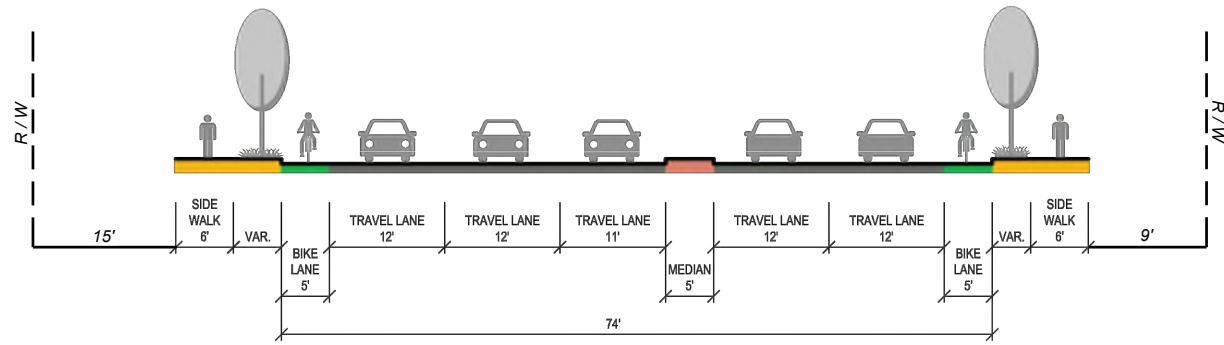 R / W
R / W
SIDE
WALK
6'
VAR.
TRAVEL LANE
12'
TRAVEL LANE
12'
TRAVEL LANE
11'
TRAVEL LANE
12'
TRAVEL LANE
12'
VAR.
SIDE
WALK
6'
15'
9'
BIKE
LANE
5'
MEDIAN
5'
BIKE
LANE
5'
74'